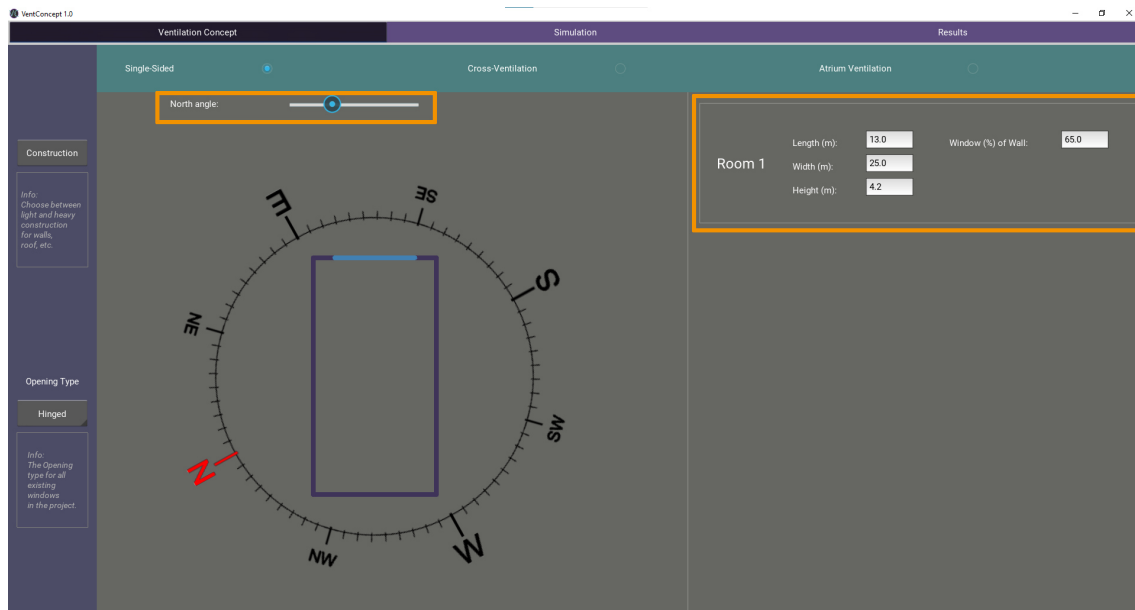 VentConcept 1.0
Ventilation Concept
Simulation
Results
Single-Sided
Cross-Ventilation
Atrium Ventilation
North angle:
Construction
Info:
Choose between
light and heavy
construction
for walls,
roof, etc.
Opening Type
Hinged
Info:
The Opening
type for all
existing
windows
in the project.
E
SE
S
NE
SW
N
NW
W
Room 1
Length (m):
13.0
Window (%) of Wall:
65.0
Width (m):
25.0
Height (m):
4.2